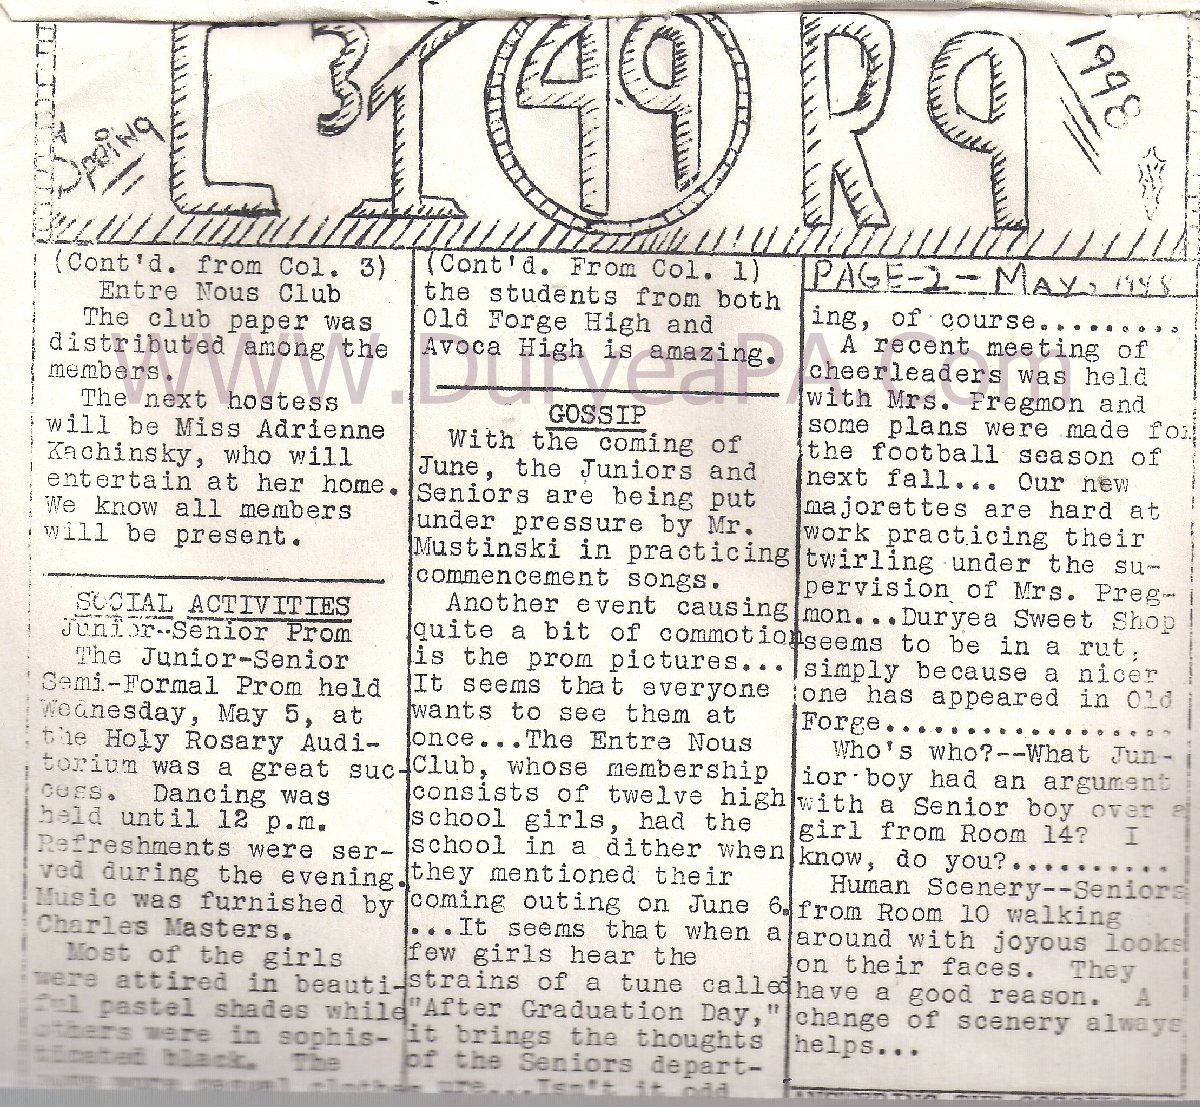 Spring
1948
(Cont'd. from Col. 3)
Entre Nous Club
The club paper was
distributed among the
members.
The next hostess
will be Miss Adrienne
Kachinsky, who will
entertain at her home.
We know all members
will be present.
SOCIAL ACTIVITIES
Junior-Senior Prom
The Junior-Senior
Semi-Formal Prom held
Wednesday, May 5, at
the Holy Rosary Audi-
torium was a great suc-
cess. Dancing was
held until 12 p.m.
Refreshments were ser-
ved during the evening.
Music was furnished by
Charles Masters.
Most of the girls
were attired in beauti-
ful pastel shades while
others were in sophis-
ticated black. The
(Cont'd. From Col. 1)
the students from both
Old Forge High and
Avoca High is amazing.
GOSSIP
With the coming of
June, the Juniors and
Seniors are being put
under pressure by Mr.
Mustinski in practicing
commencement songs.
Another event causing
quite a bit of commotion
is the prom pictures...
It seems that everyone
wants to see them at
once...The Entre Nous
Club, whose membership
consists of twelve high
school girls, had the
school in a dither when
they mentioned their
coming outing on June 6.
...It seems that when a
few girls hear the
strains of a tune called
"After Graduation Day,"
it brings the thoughts
of the Seniors depart-
ure....Isn't it odd
PAGE-2-MAY, 1948
ing, of course.........
A recent meeting of
cheerleaders was held
with Mrs. Pregmon and
some plans were made for
the football season of
next fall... Our new
majorettes are hard at
work practicing their
twirling under the su-
pervision of Mrs. Preg-
mon...Duryea Sweet Shop
seems to be in a rut,
simply because a nicer
one has appeared in Old
Forge..................
Who's who?--What Jun-
ior boy had an argument
with a Senior boy over a
girl from Room 14? I
know, do you?..........
Human Scenery--Seniors
from Room 10 walking
around with joyous looks
on their faces. They
have a good reason. A
change of scenery always
helps...
WWW.DuryeaPA.Com